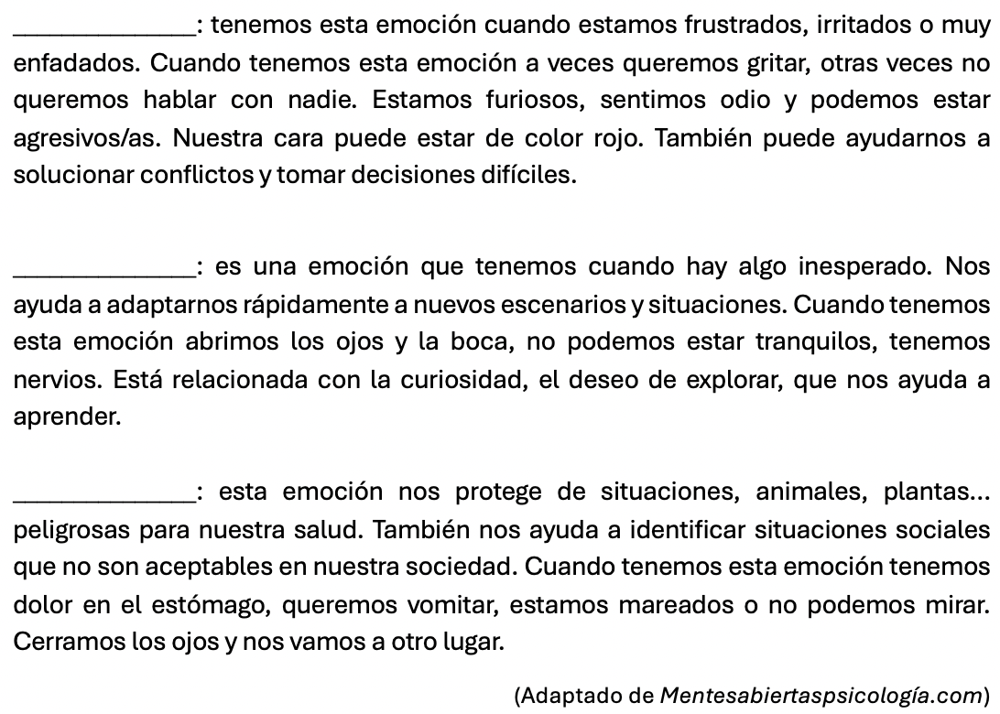 _______________: tenemos esta emoción cuando estamos frustrados, irritados o muy
enfadados. Cuando tenemos esta emoción a veces queremos gritar, otras veces no
queremos hablar con nadie. Estamos furiosos, sentimos odio y podemos estar
agresivos/as. Nuestra cara puede estar de color rojo. También puede ayudarnos a
solucionar conflictos y tomar decisiones difíciles.
_______________: es una emoción que tenemos cuando hay algo inesperado. Nos
ayuda a adaptarnos rápidamente a nuevos escenarios y situaciones. Cuando tenemos
esta emoción abrimos los ojos y la boca, no podemos estar tranquilos, tenemos
nervios. Está relacionada con la curiosidad, el deseo de explorar, que nos ayuda a
aprender.
_______________: esta emoción nos protege de situaciones, animales, plantas...
peligrosas para nuestra salud. También nos ayuda a identificar situaciones sociales
que no son aceptables en nuestra sociedad. Cuando tenemos esta emoción tenemos
dolor en el estómago, queremos vomitar, estamos mareados o no podemos mirar.
Cerramos los ojos y nos vamos a otro lugar.
(Adaptado de Mentesabiertaspsicología.com)